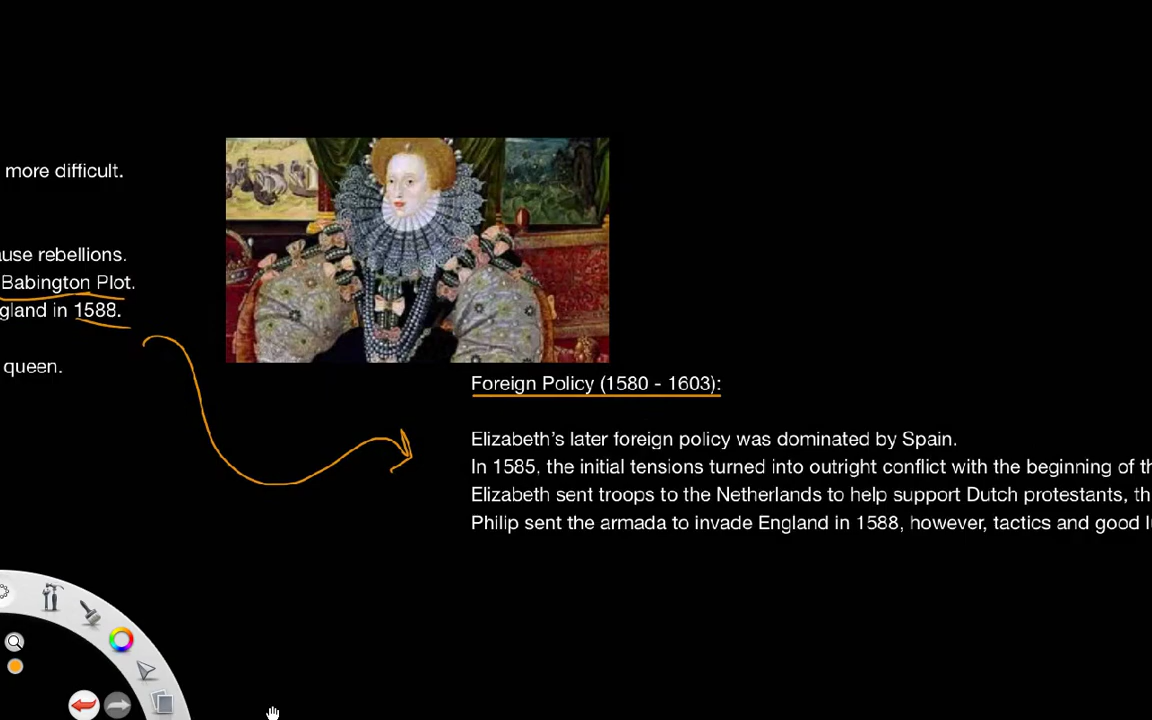 more difficult.
ause rebellions.
Babington Plot.
gland in 1588.
queen.
Foreign Policy (1580 - 1603):
Elizabeth's later foreign policy was dominated by Spain.
In 1585, the initial tensions turned into outright conflict with the beginning of th
Elizabeth sent troops to the Netherlands to help support Dutch protestants, th
Philip sent the armada to invade England in 1588, however, tactics and good l